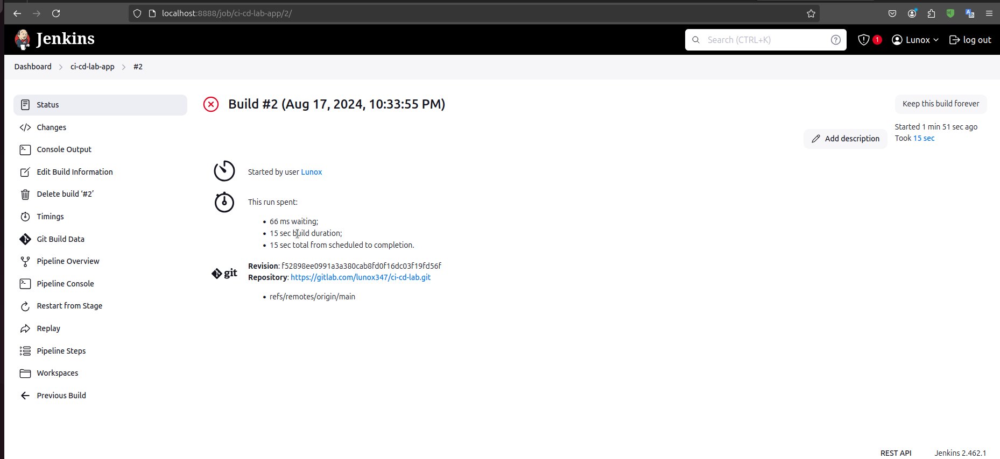 localhost:8888/job/ci-cd-lab-app/2/
Jenkins
Search (CTRL+K)
1
Lunox
log out
Dashboard
ci-cd-lab-app
#2
Status
Changes
Console Output
Edit Build Information
Delete build ‘#2’
Timings
Git Build Data
Pipeline Overview
Pipeline Console
Restart from Stage
Replay
Pipeline Steps
Workspaces
Previous Build
Build #2 (Aug 17, 2024, 10:33:55 PM)
Keep this build forever
Add description
Started 1 min 51 sec ago
Took 15 sec
Started by user Lunox
This run spent:
66 ms waiting;
15 sec build duration;
15 sec total from scheduled to completion.
git
Revision: f52898ee0991a3a380cab8fd0f16dc03f19fd56f
Repository: https://gitlab.com/lunox347/ci-cd-lab.git
refs/remotes/origin/main
REST API
Jenkins 2.462.1